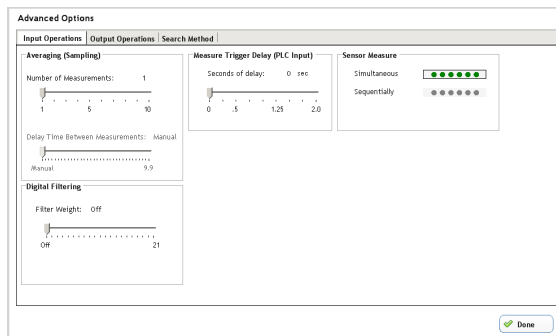 Advanced Options
Input Operations
Output Operations
Search Method
Averaging (Sampling)
Number of Measurements: 1
1 5 10
Delay Time Between Measurements: Manual
Manual 9.9
Digital Filtering
Filter Weight: Off
Off 21
Measure Trigger Delay (PLC Input)
Seconds of delay: 0 sec
0 .5 1.25 2.0
Sensor Measure
Simultaneous
Sequentially
Done